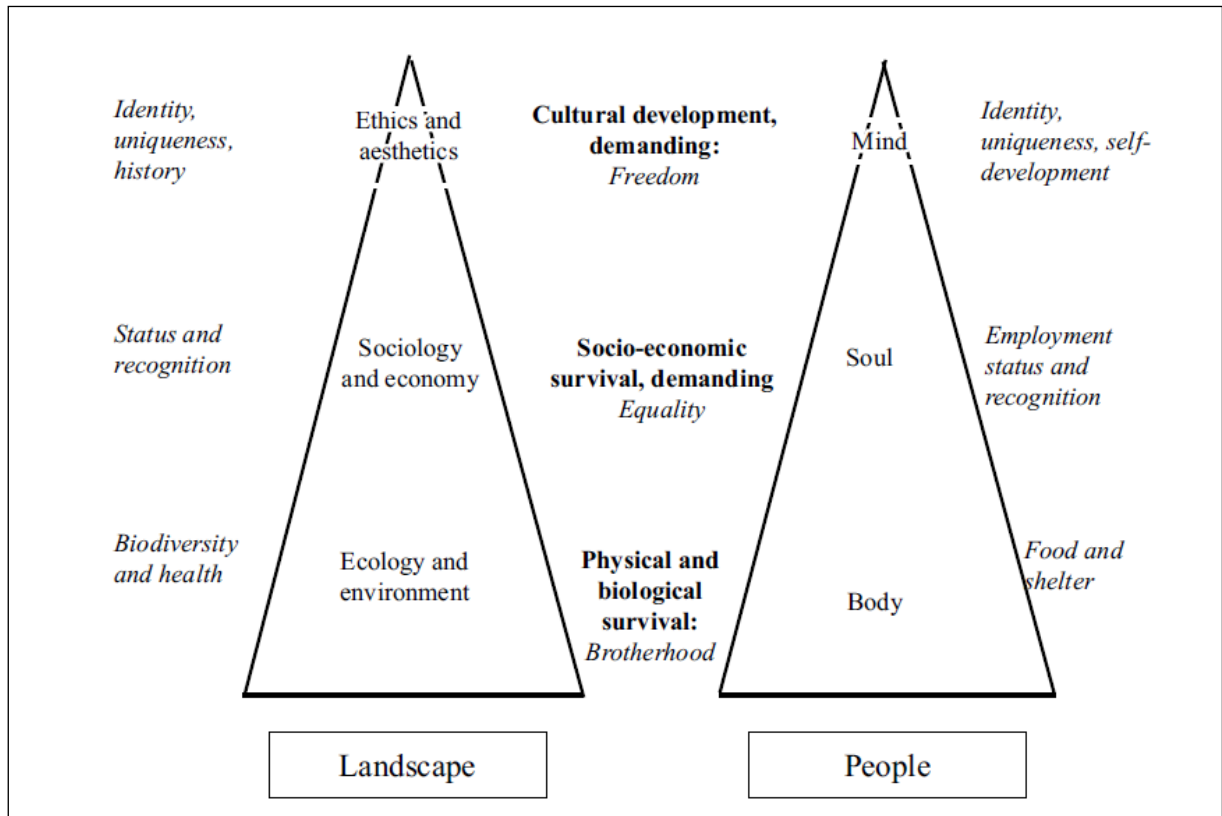 Identity,
uniqueness,
history
Ethics and
aesthetics
Cultural development,
demanding:
Freedom
Mind
Identity,
uniqueness, self-
development
Status and
recognition
Sociology
and economy
Socio-economic
survival, demanding
Equality
Soul
Employment
status and
recognition
Biodiversity
and health
Ecology and
environment
Physical and
biological
survival:
Brotherhood
Body
Food and
shelter
Landscape
People